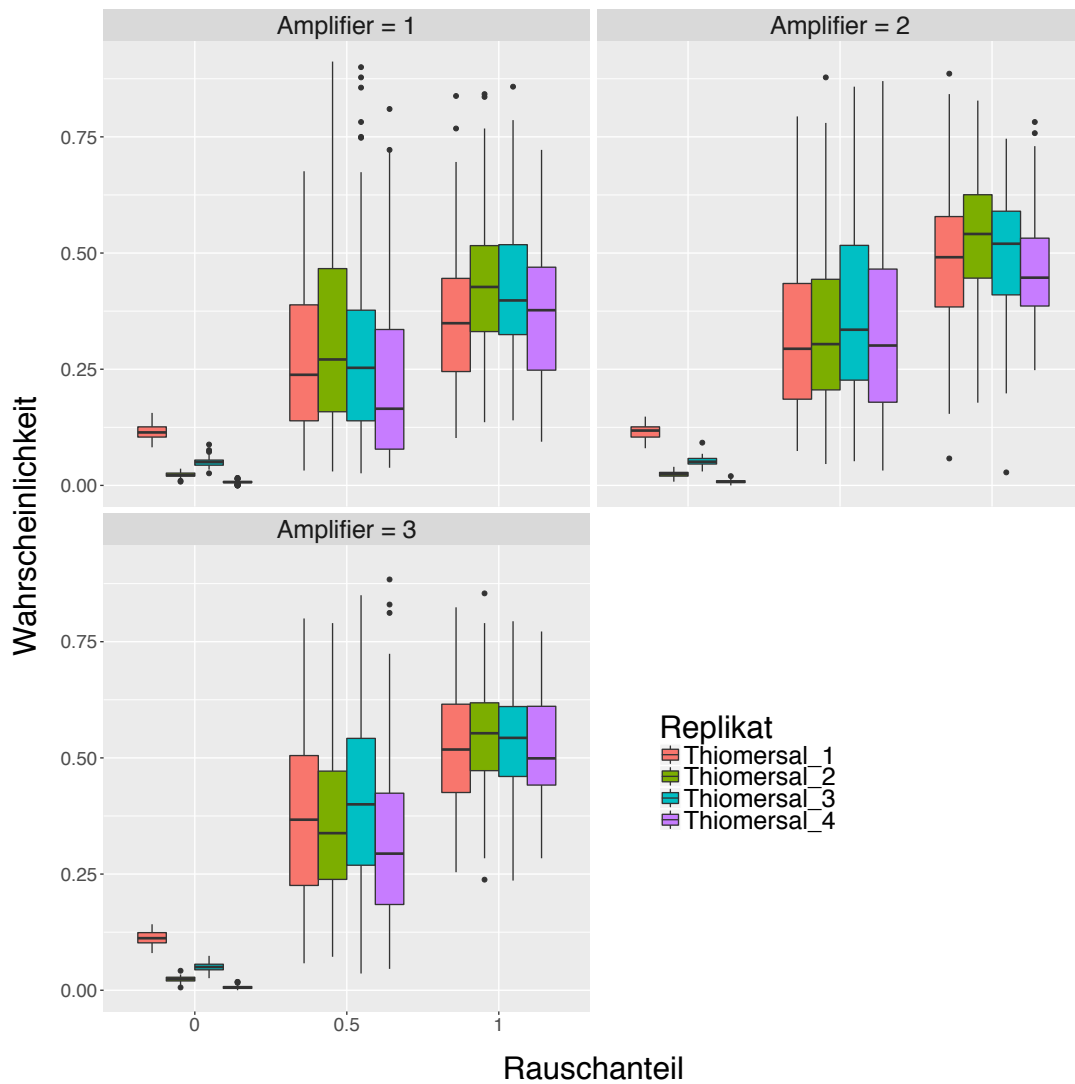 Amplifier = 1
Amplifier = 2
0.75
0.50
0.25
0.00
Amplifier = 3
0.75
0.50
0.25
0.00
0
0.5
1
Wahrscheinlichkeit
Rauschanteil
Replikat
Thiomersal_1
Thiomersal_2
Thiomersal_3
Thiomersal_4